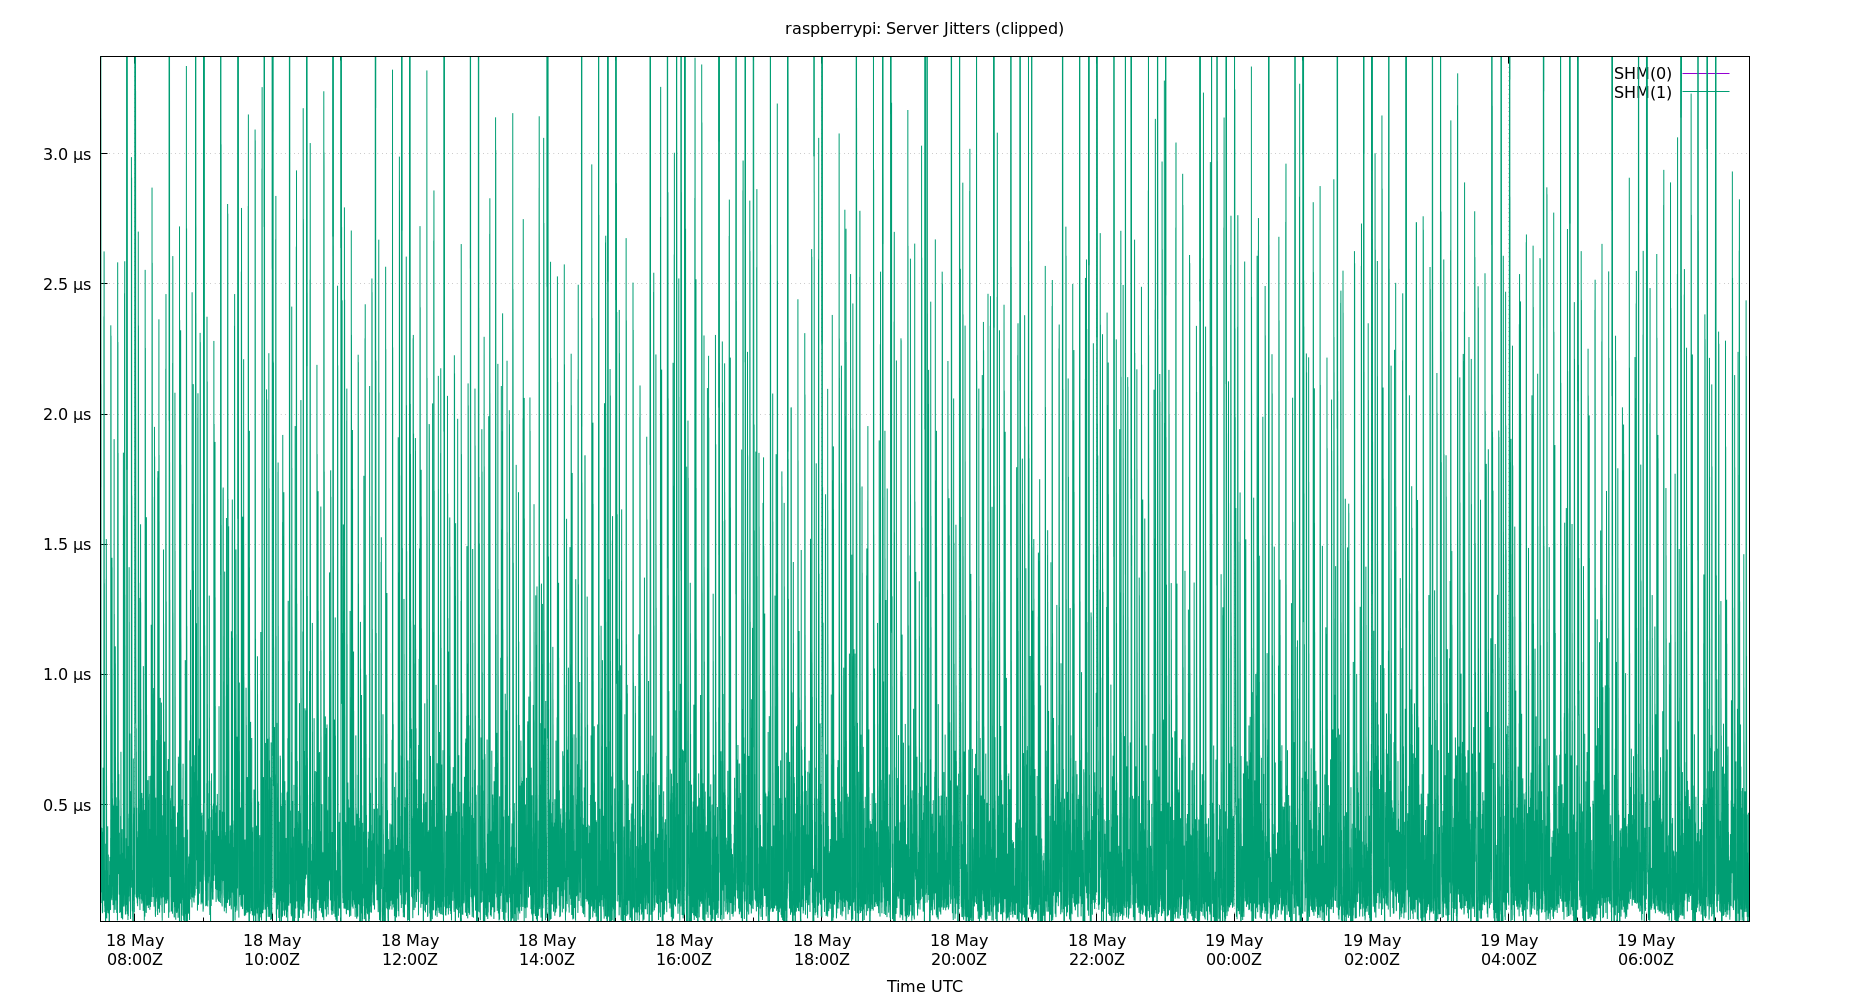 raspberrypi: Server Jitters (clipped)
SHM(0)
SHM(1)
3.0 µs
2.5 µs
2.0 µs
1.5 µs
1.0 µs
0.5 µs
18 May 18 May 18 May 18 May 18 May 18 May 18 May 18 May 19 May 19 May 19 May 19 May
08:00Z 10:00Z 12:00Z 14:00Z 16:00Z 18:00Z 20:00Z 22:00Z 00:00Z 02:00Z 04:00Z 06:00Z
Time UTC